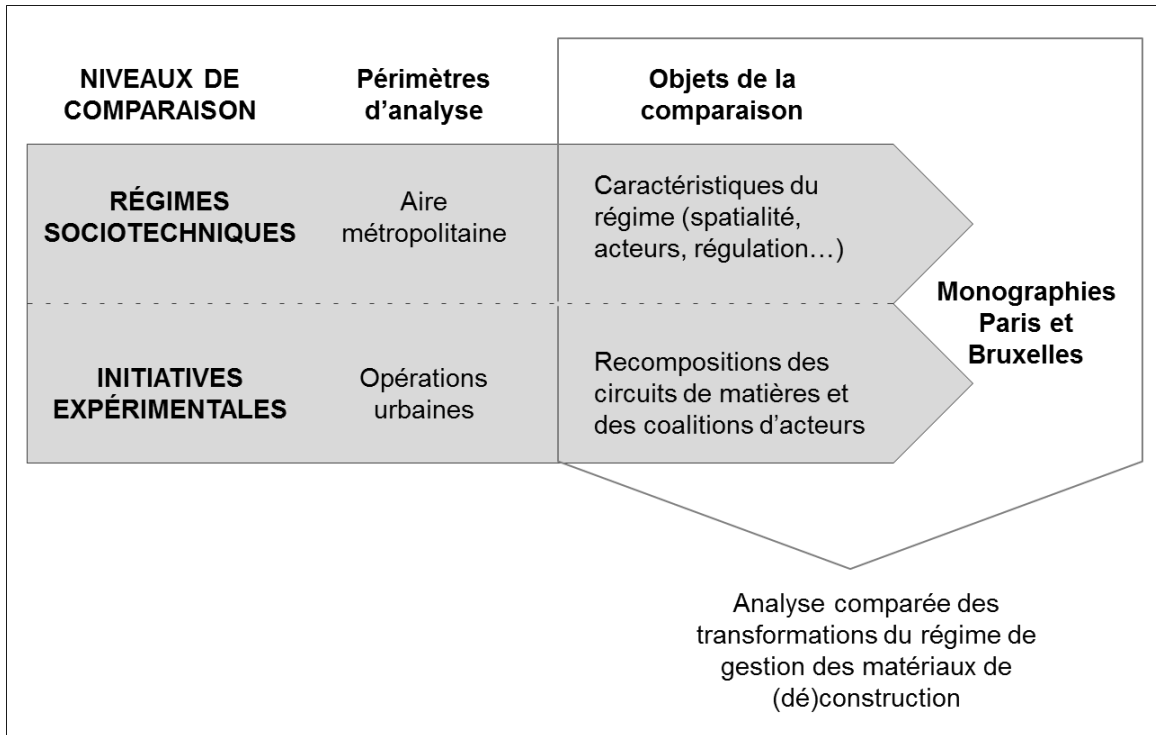 NIVEAUX DE
COMPARAISON
Périmètres
d’analyse
Objets de la
comparaison
RÉGIMES
SOCIOTECHNIQUES
Aire
métropolitaine
Caractéristiques du
régime (spatialité,
acteurs, régulation…)
INITIATIVES
EXPÉRIMENTALES
Opérations
urbaines
Recompositions des
circuits de matières et
des coalitions d’acteurs
Monographies
Paris et
Bruxelles
Analyse comparée des
transformations du régime de
gestion des matériaux de
(dé)construction